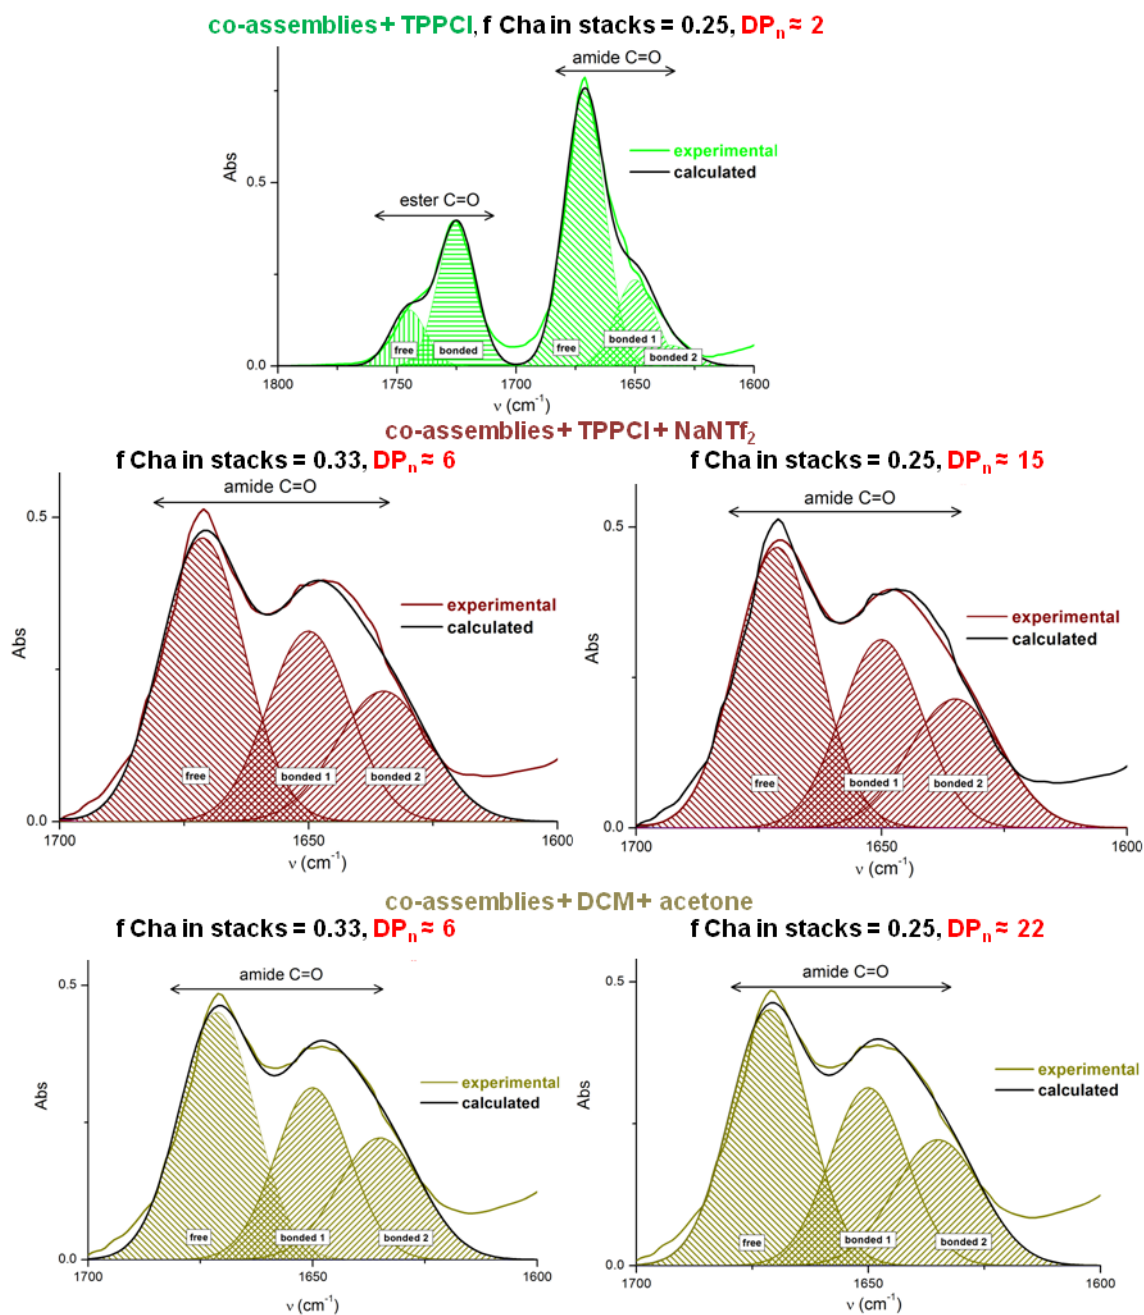 co-assemblies + TPPCl, f Cha in stacks = 0.25, DPn ≈ 2
amide C=O
Abs
0.5
experimental
calculated
ester C=O
free
bonded
free
bonded 1
bonded 2
0.0
1800
1750
1700
1650
1600
ν (cm-1)
co-assemblies + TPPCl + NaNTf2
f Cha in stacks = 0.33, DPn ≈ 6
amide C=O
0.5
Abs
experimental
calculated
free
bonded 1
bonded 2
0.0
1700
1650
1600
ν (cm-1)
f Cha in stacks = 0.25, DPn ≈ 15
amide C=O
0.5
Abs
experimental
calculated
free
bonded 1
bonded 2
0.0
1700
1650
1600
ν (cm-1)
co-assemblies + DCM + acetone
f Cha in stacks = 0.33, DPn ≈ 6
amide C=O
0.5
Abs
experimental
calculated
free
bonded 1
bonded 2
0.0
1700
1650
1600
ν (cm-1)
f Cha in stacks = 0.25, DPn ≈ 22
amide C=O
0.5
Abs
experimental
calculated
free
bonded 1
bonded 2
0.0
1700
1650
1600
ν (cm-1)